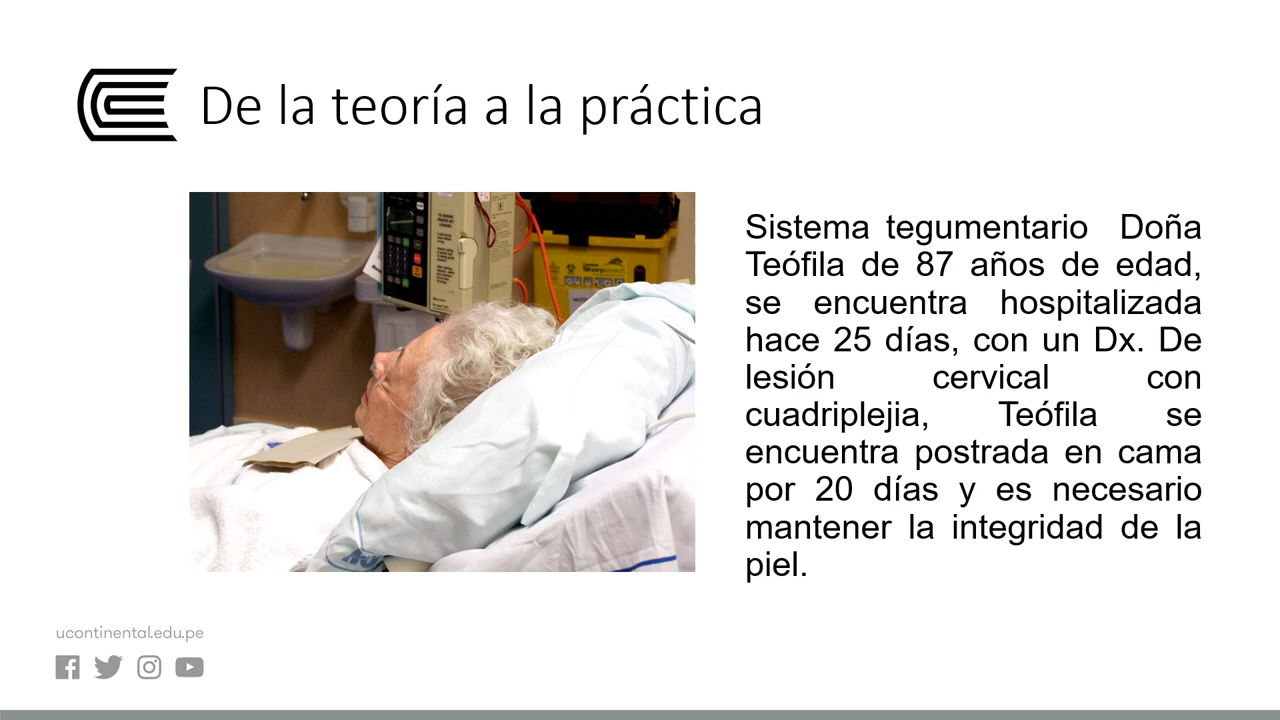 De la teoría a la práctica
Sistema tegumentario Doña
Teófila de 87 años de edad,
se encuentra hospitalizada
hace 25 días, con un Dx. De
lesión cervical con
cuadriplejia, Teófila se
encuentra postrada en cama
por 20 días y es necesario
mantener la integridad de la
piel.
ucontinental.edu.pe